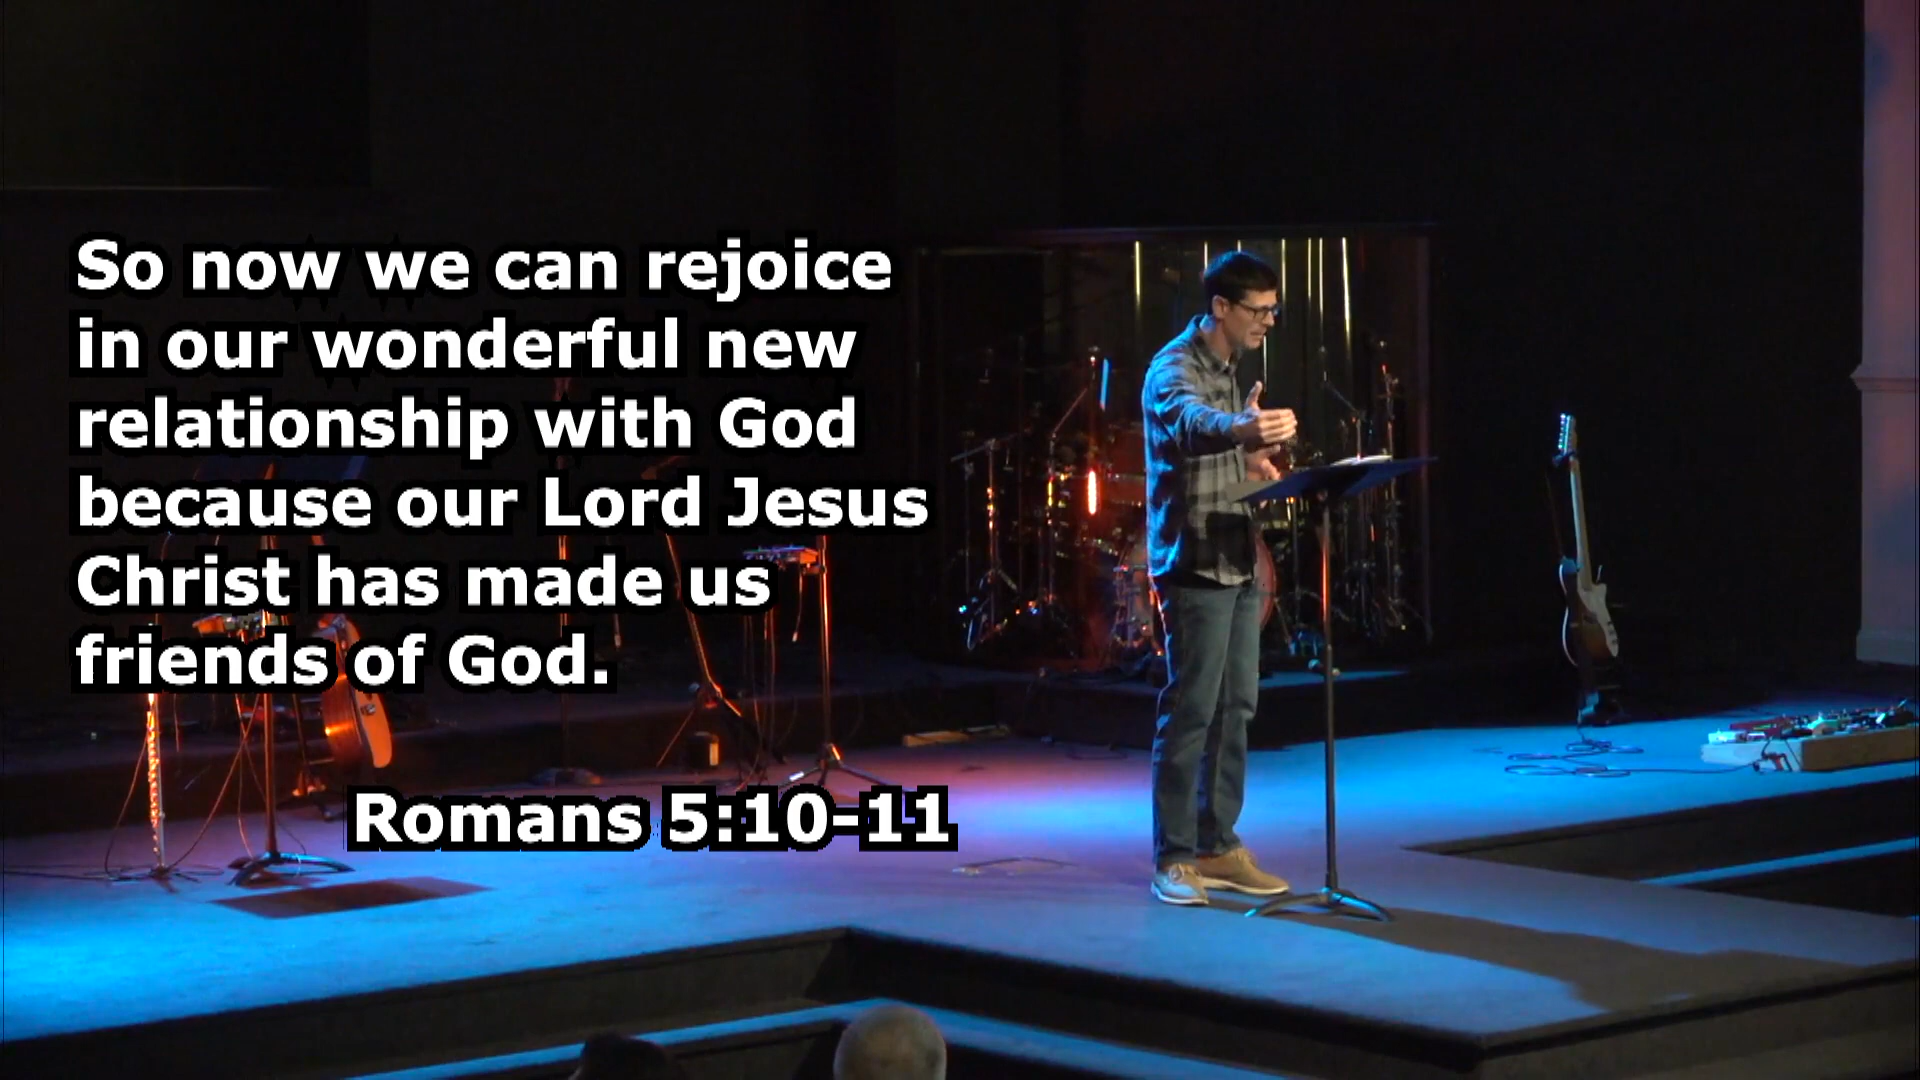 So now we can rejoice
in our wonderful new
relationship with God
because our Lord Jesus
Christ has made us
friends of God.
Romans 5:10-11